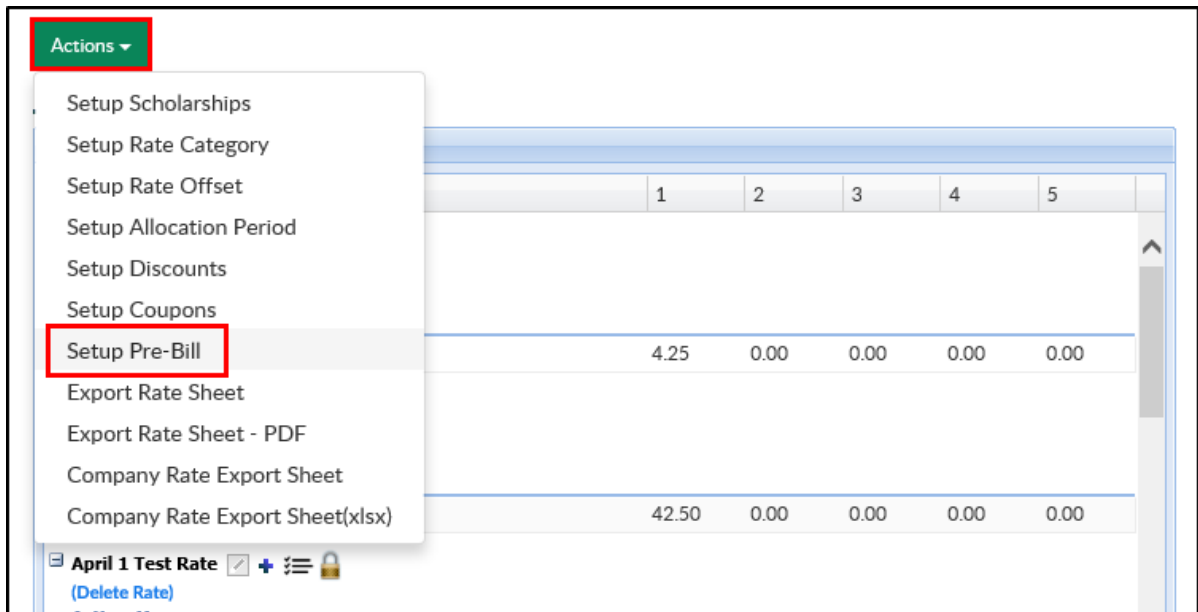 Actions
Setup Scholarships
Setup Rate Category
Setup Rate Offset
1 2 3 4 5
Setup Allocation Period
Setup Discounts
Setup Coupons
Setup Pre-Bill
4.25 0.00 0.00 0.00 0.00
Export Rate Sheet
Export Rate Sheet - PDF
Company Rate Export Sheet
Company Rate Export Sheet(xlsx)
42.50 0.00 0.00 0.00 0.00
April 1 Test Rate
(Delete Rate)